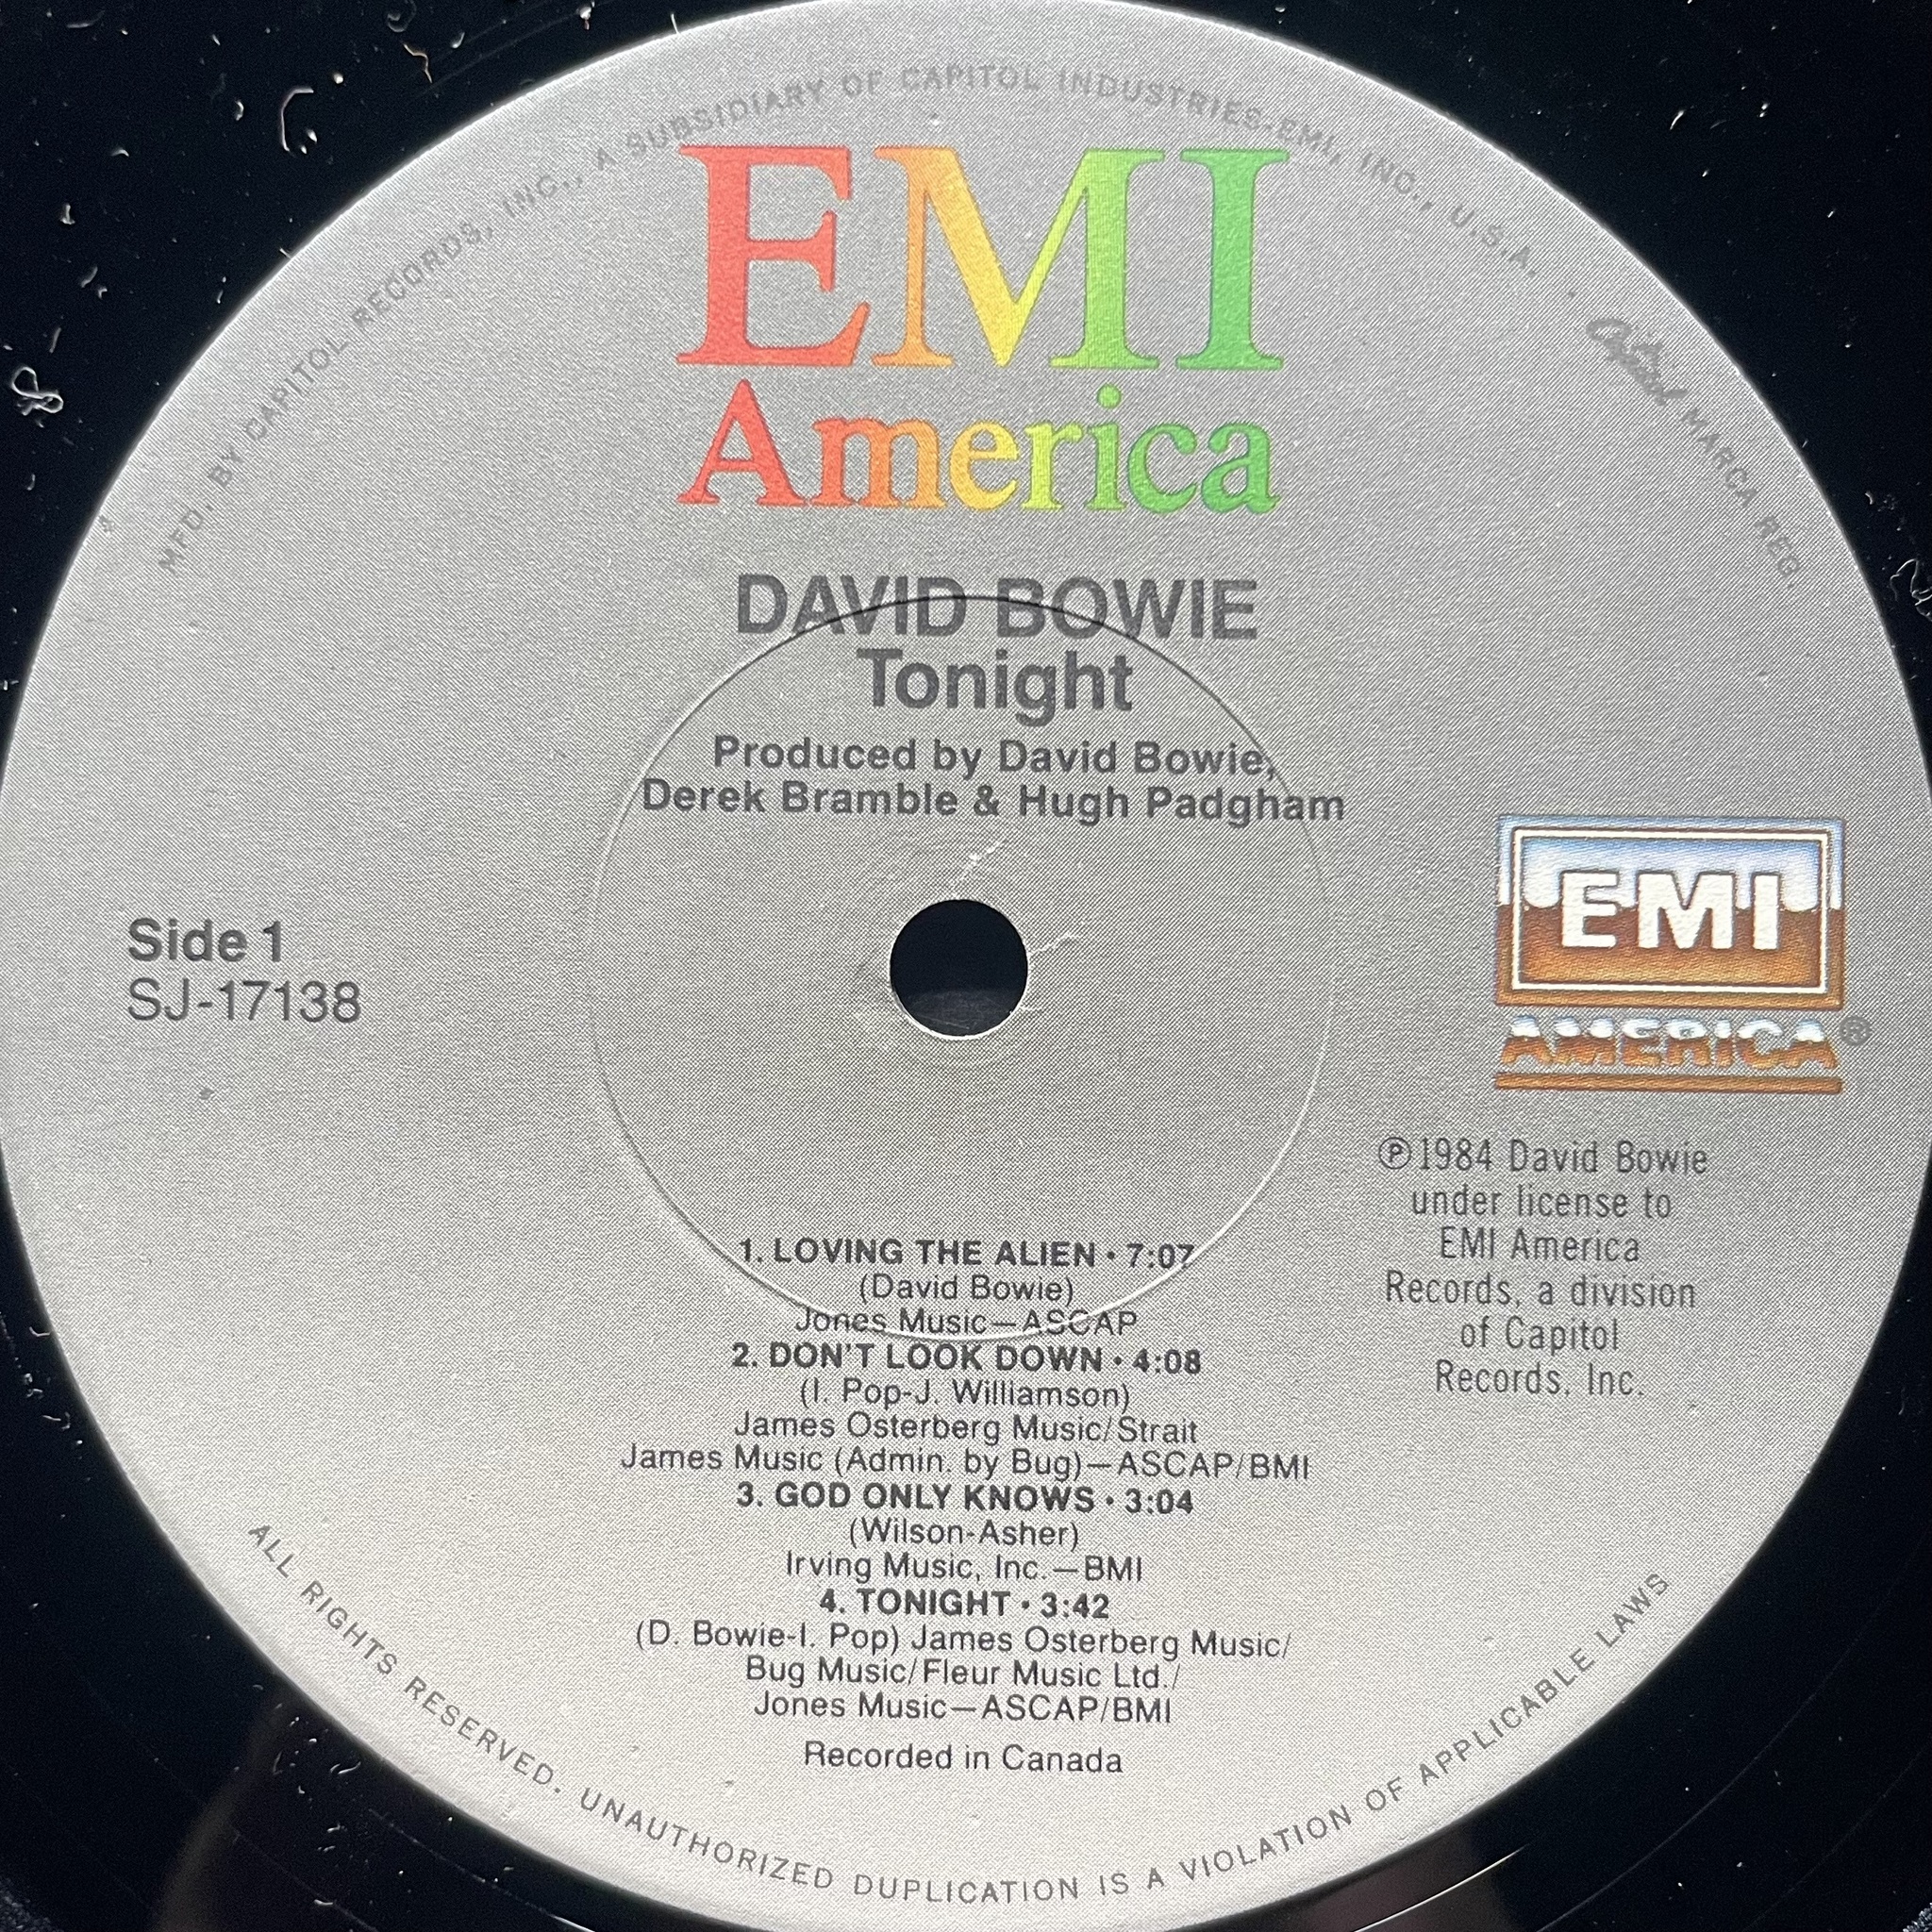 MFD. BY CAPITOL RECORDS, INC., A SUBSIDIARY OF CAPITOL INDUSTRIES-EMI, INC., U.S.A. Capitol MARCA REG.
EMI
America
DAVID BOWIE
Tonight
Produced by David Bowie,
Derek Bramble & Hugh Padgham
Side 1
SJ-17138
EMI
AMERICA®
℗1984 David Bowie
under license to
EMI America
Records, a division
of Capitol
Records, Inc.
1. LOVING THE ALIEN • 7:07
(David Bowie)
Jones Music—ASCAP
2. DON'T LOOK DOWN • 4:08
(I. Pop-J. Williamson)
James Osterberg Music/Strait
James Music (Admin. by Bug)—ASCAP/BMI
3. GOD ONLY KNOWS • 3:04
(Wilson-Asher)
Irving Music, Inc.—BMI
4. TONIGHT • 3:42
(D. Bowie-I. Pop) James Osterberg Music/
Bug Music/Fleur Music Ltd./
Jones Music—ASCAP/BMI
Recorded in Canada
ALL RIGHTS RESERVED. UNAUTHORIZED DUPLICATION IS A VIOLATION OF APPLICABLE LAWS